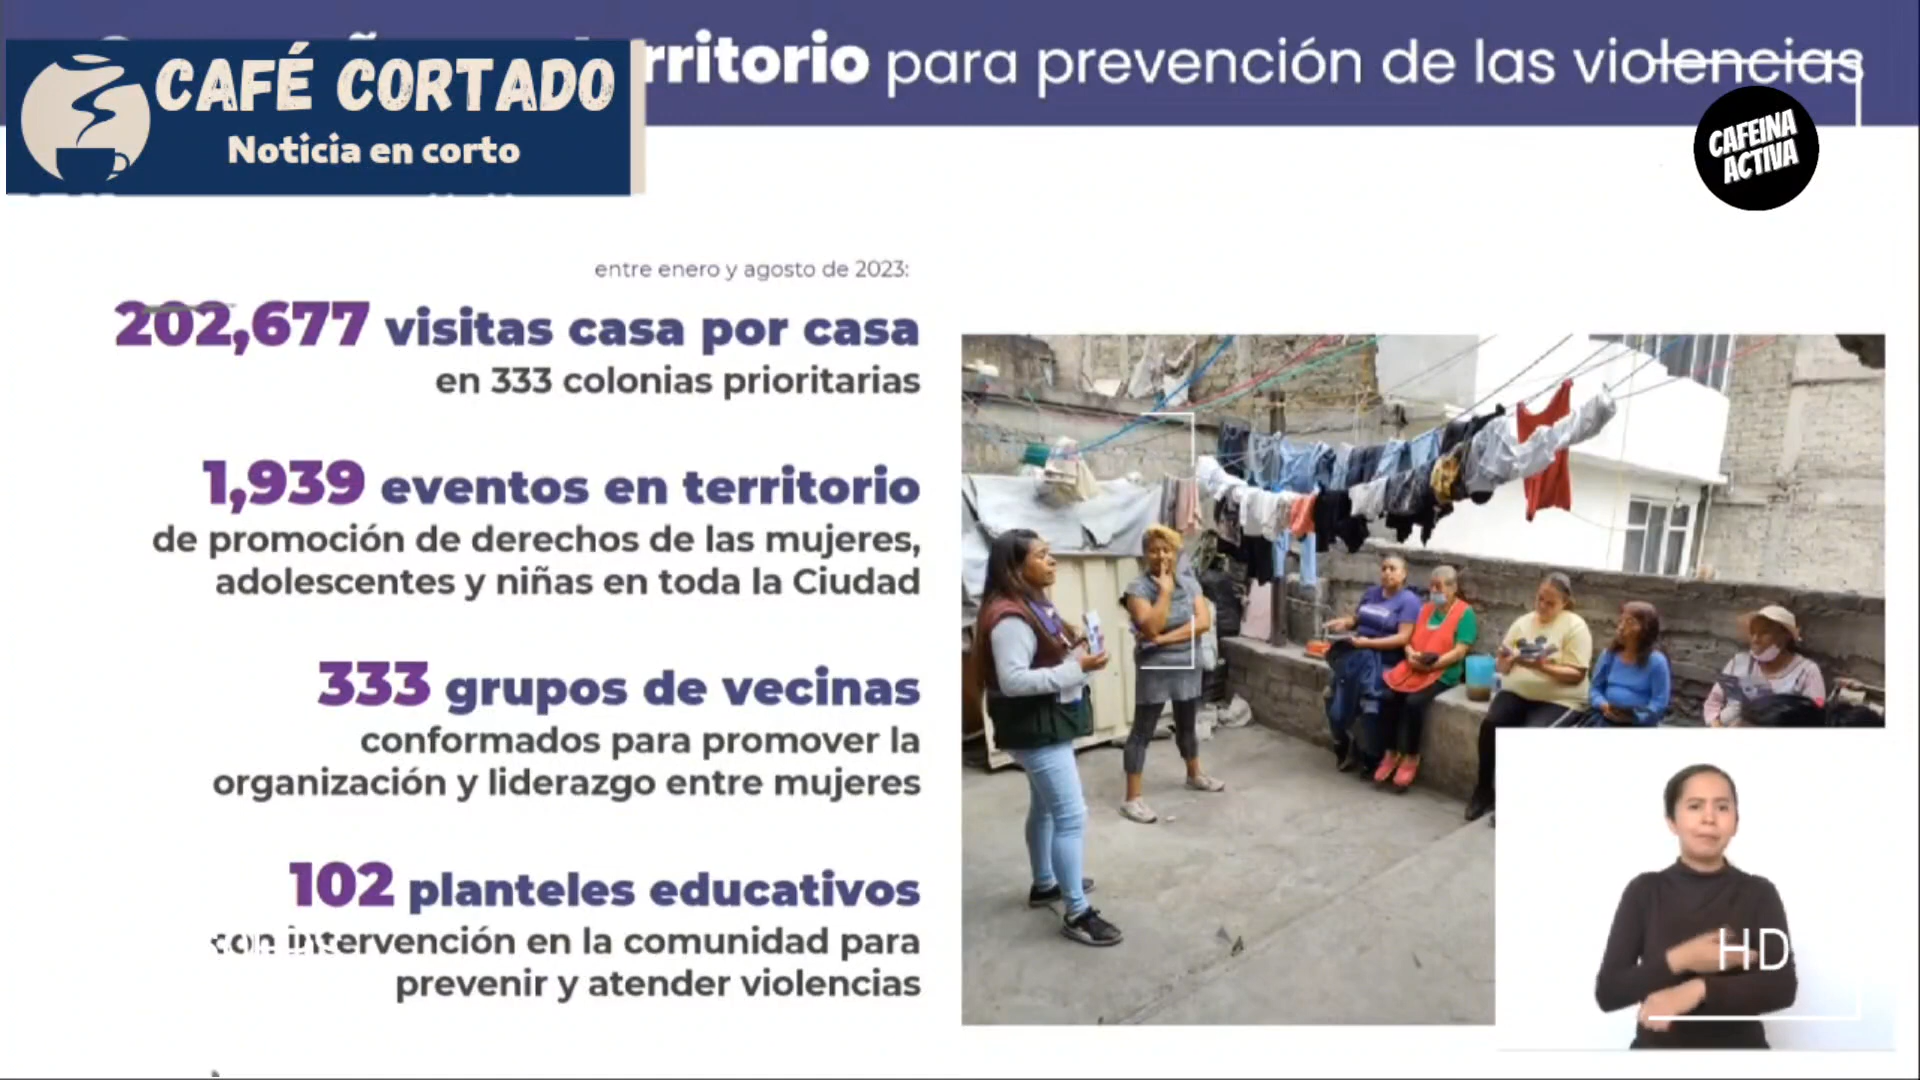 rritorio para prevención de las violencias
CAFÉ CORTADO
Noticia en corto
CAFEINA
ACTIVA
entre enero y agosto de 2023:
202,677 visitas casa por casa
en 333 colonias prioritarias
1,939 eventos en territorio
de promoción de derechos de las mujeres,
adolescentes y niñas en toda la Ciudad
333 grupos de vecinas
conformados para promover la
organización y liderazgo entre mujeres
102 planteles educativos
con intervención en la comunidad para
prevenir y atender violencias
HD